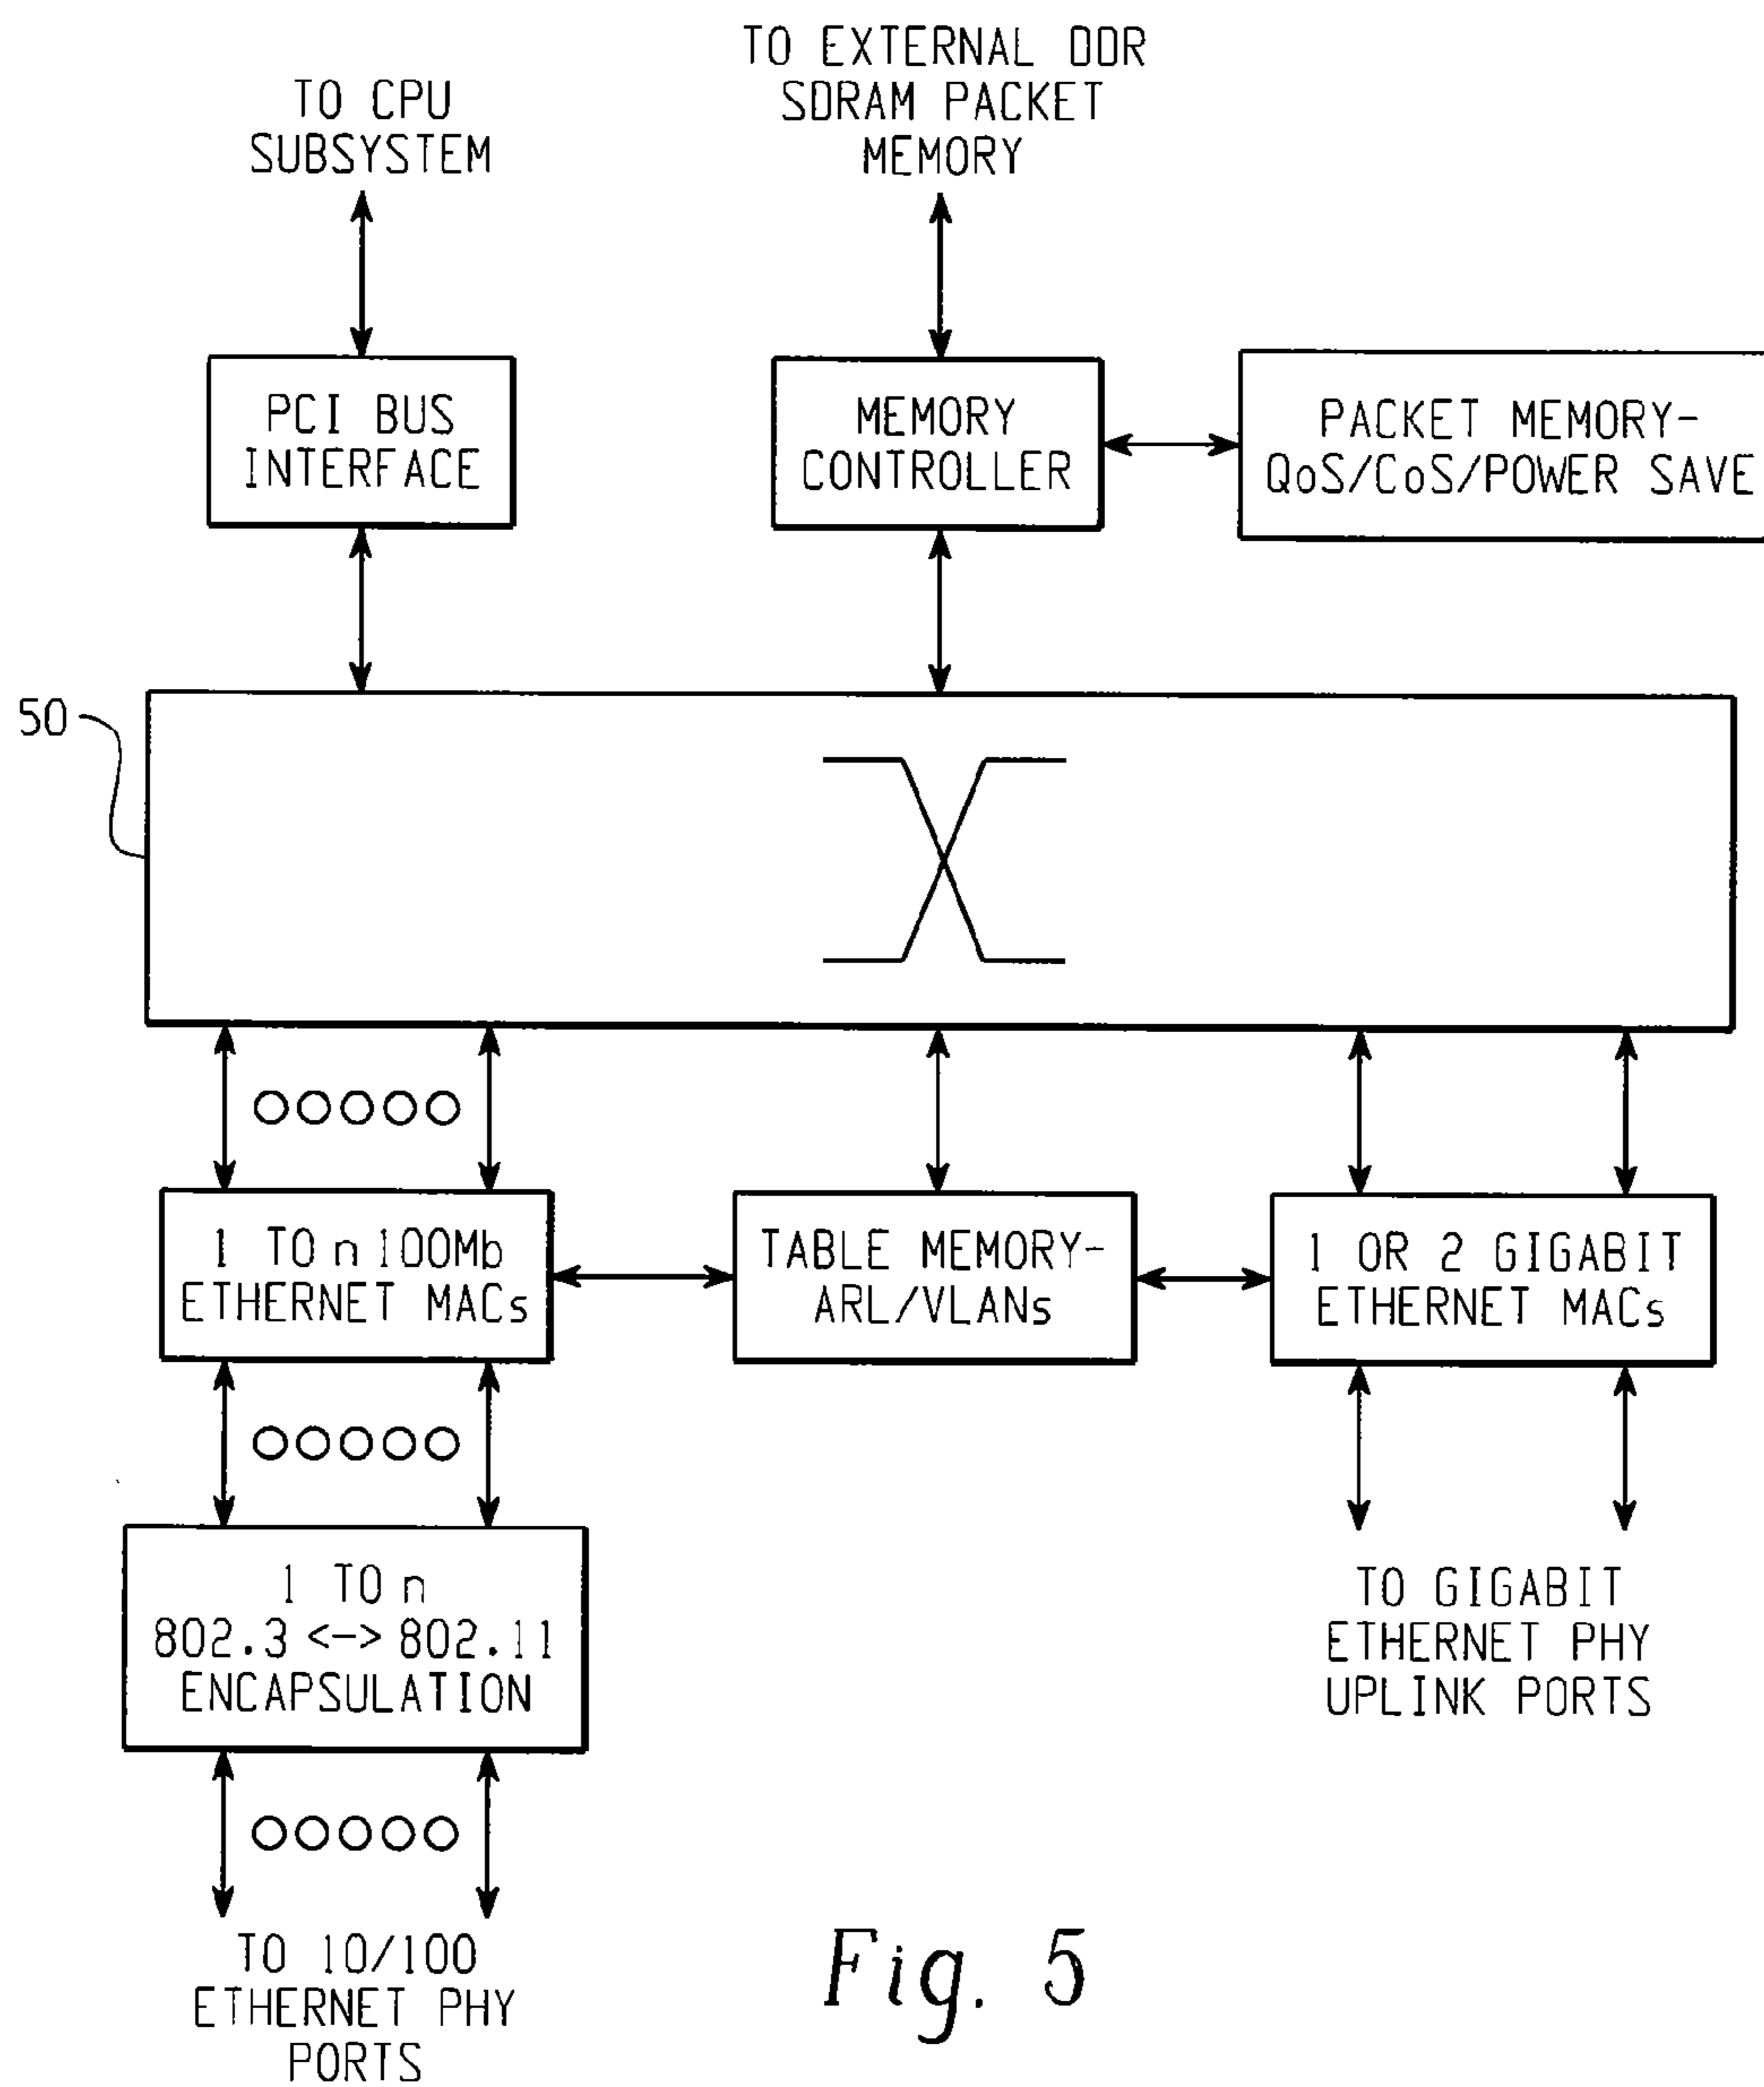 TO CPU
SUBSYSTEM
TO EXTERNAL DDR
SDRAM PACKET
MEMORY
PCI BUS
INTERFACE
MEMORY
CONTROLLER
PACKET MEMORY-
QoS/CoS/POWER SAVE
50
1 TO n 100Mb
ETHERNET MACs
TABLE MEMORY-
ARL/VLANs
1 OR 2 GIGABIT
ETHERNET MACs
1 TO n
802.3 <-> 802.11
ENCAPSULATION
TO GIGABIT
ETHERNET PHY
UPLINK PORTS
TO 10/100
ETHERNET PHY
PORTS
Fig. 5